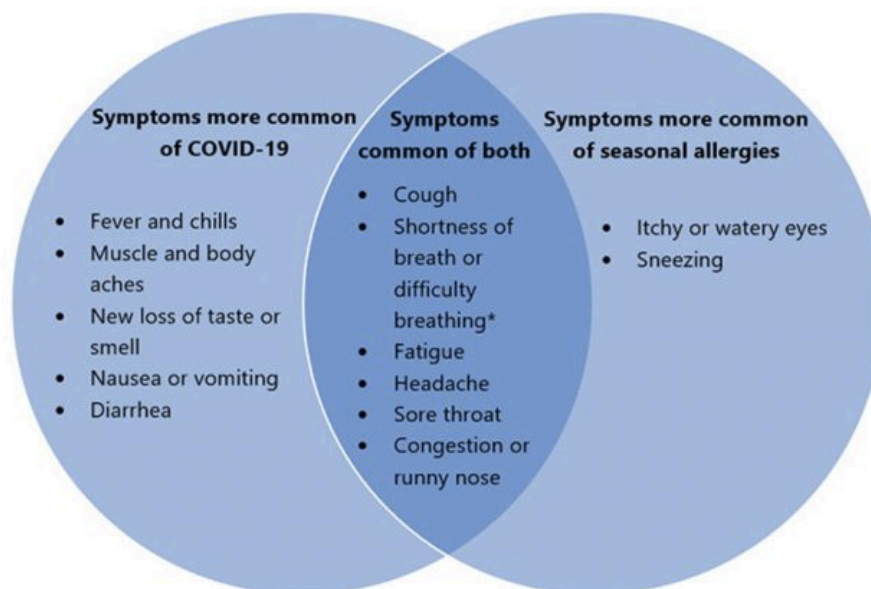 Symptoms more common
of COVID-19
• Fever and chills
• Muscle and body
aches
• New loss of taste or
smell
• Nausea or vomiting
• Diarrhea
Symptoms
common of both
• Cough
• Shortness of
breath or
difficulty
breathing*
• Fatigue
• Headache
• Sore throat
• Congestion or
runny nose
Symptoms more common
of seasonal allergies
• Itchy or watery eyes
• Sneezing